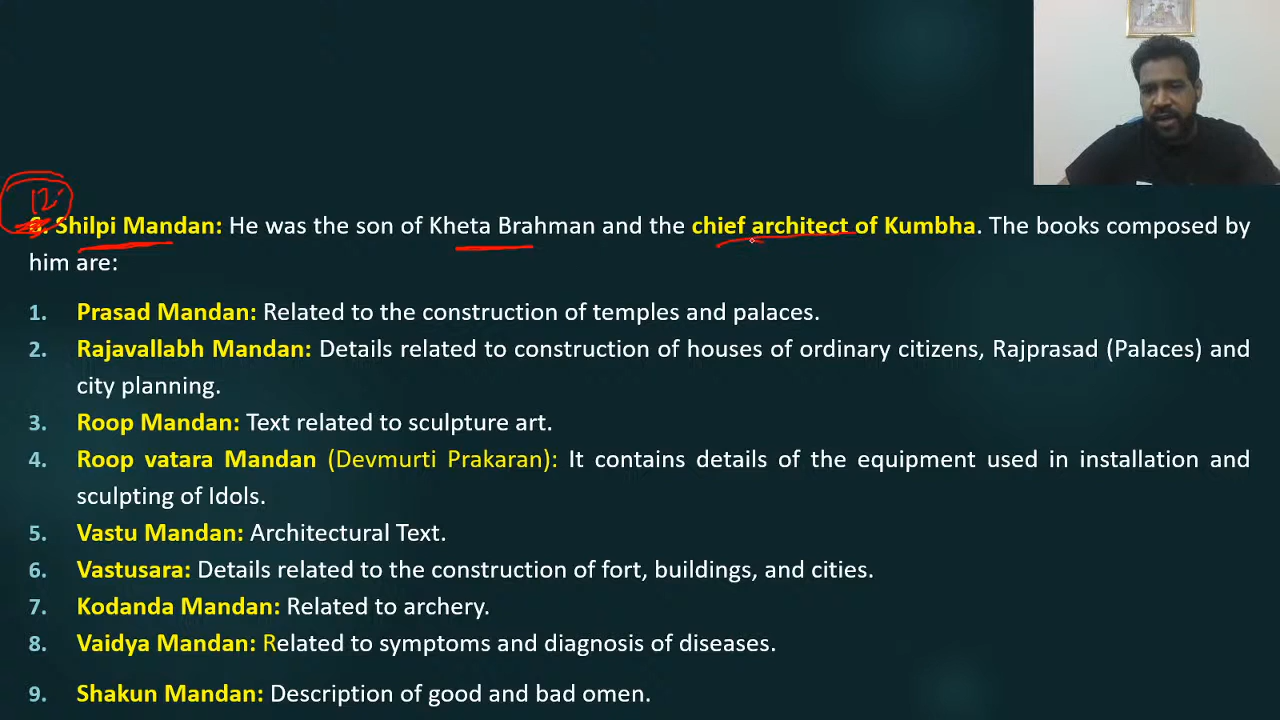 12
6. Shilpi Mandan: He was the son of Kheta Brahman and the chief architect of Kumbha. The books composed by
him are:
1. Prasad Mandan: Related to the construction of temples and palaces.
2. Rajavallabh Mandan: Details related to construction of houses of ordinary citizens, Rajprasad (Palaces) and
city planning.
3. Roop Mandan: Text related to sculpture art.
4. Roop vatara Mandan (Devmurti Prakaran): It contains details of the equipment used in installation and
sculpting of Idols.
5. Vastu Mandan: Architectural Text.
6. Vastusara: Details related to the construction of fort, buildings, and cities.
7. Kodanda Mandan: Related to archery.
8. Vaidya Mandan: Related to symptoms and diagnosis of diseases.
9. Shakun Mandan: Description of good and bad omen.